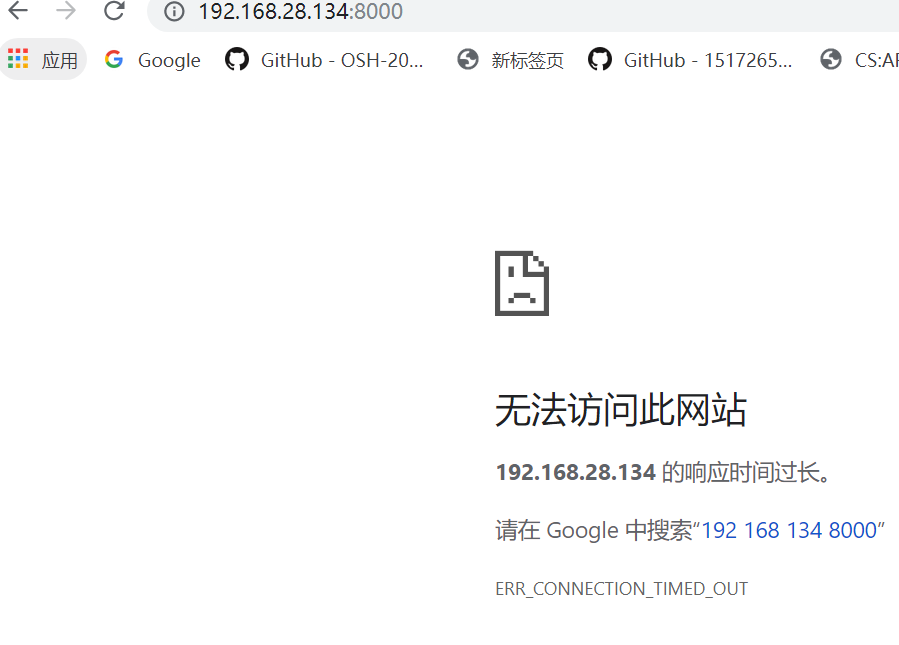 192.168.28.134:8000
应用 Google GitHub - OSH-20... 新标签页 GitHub - 1517265... CS:AP
无法访问此网站
192.168.28.134 的响应时间过长。
请在 Google 中搜索“192 168 134 8000”
ERR_CONNECTION_TIMED_OUT